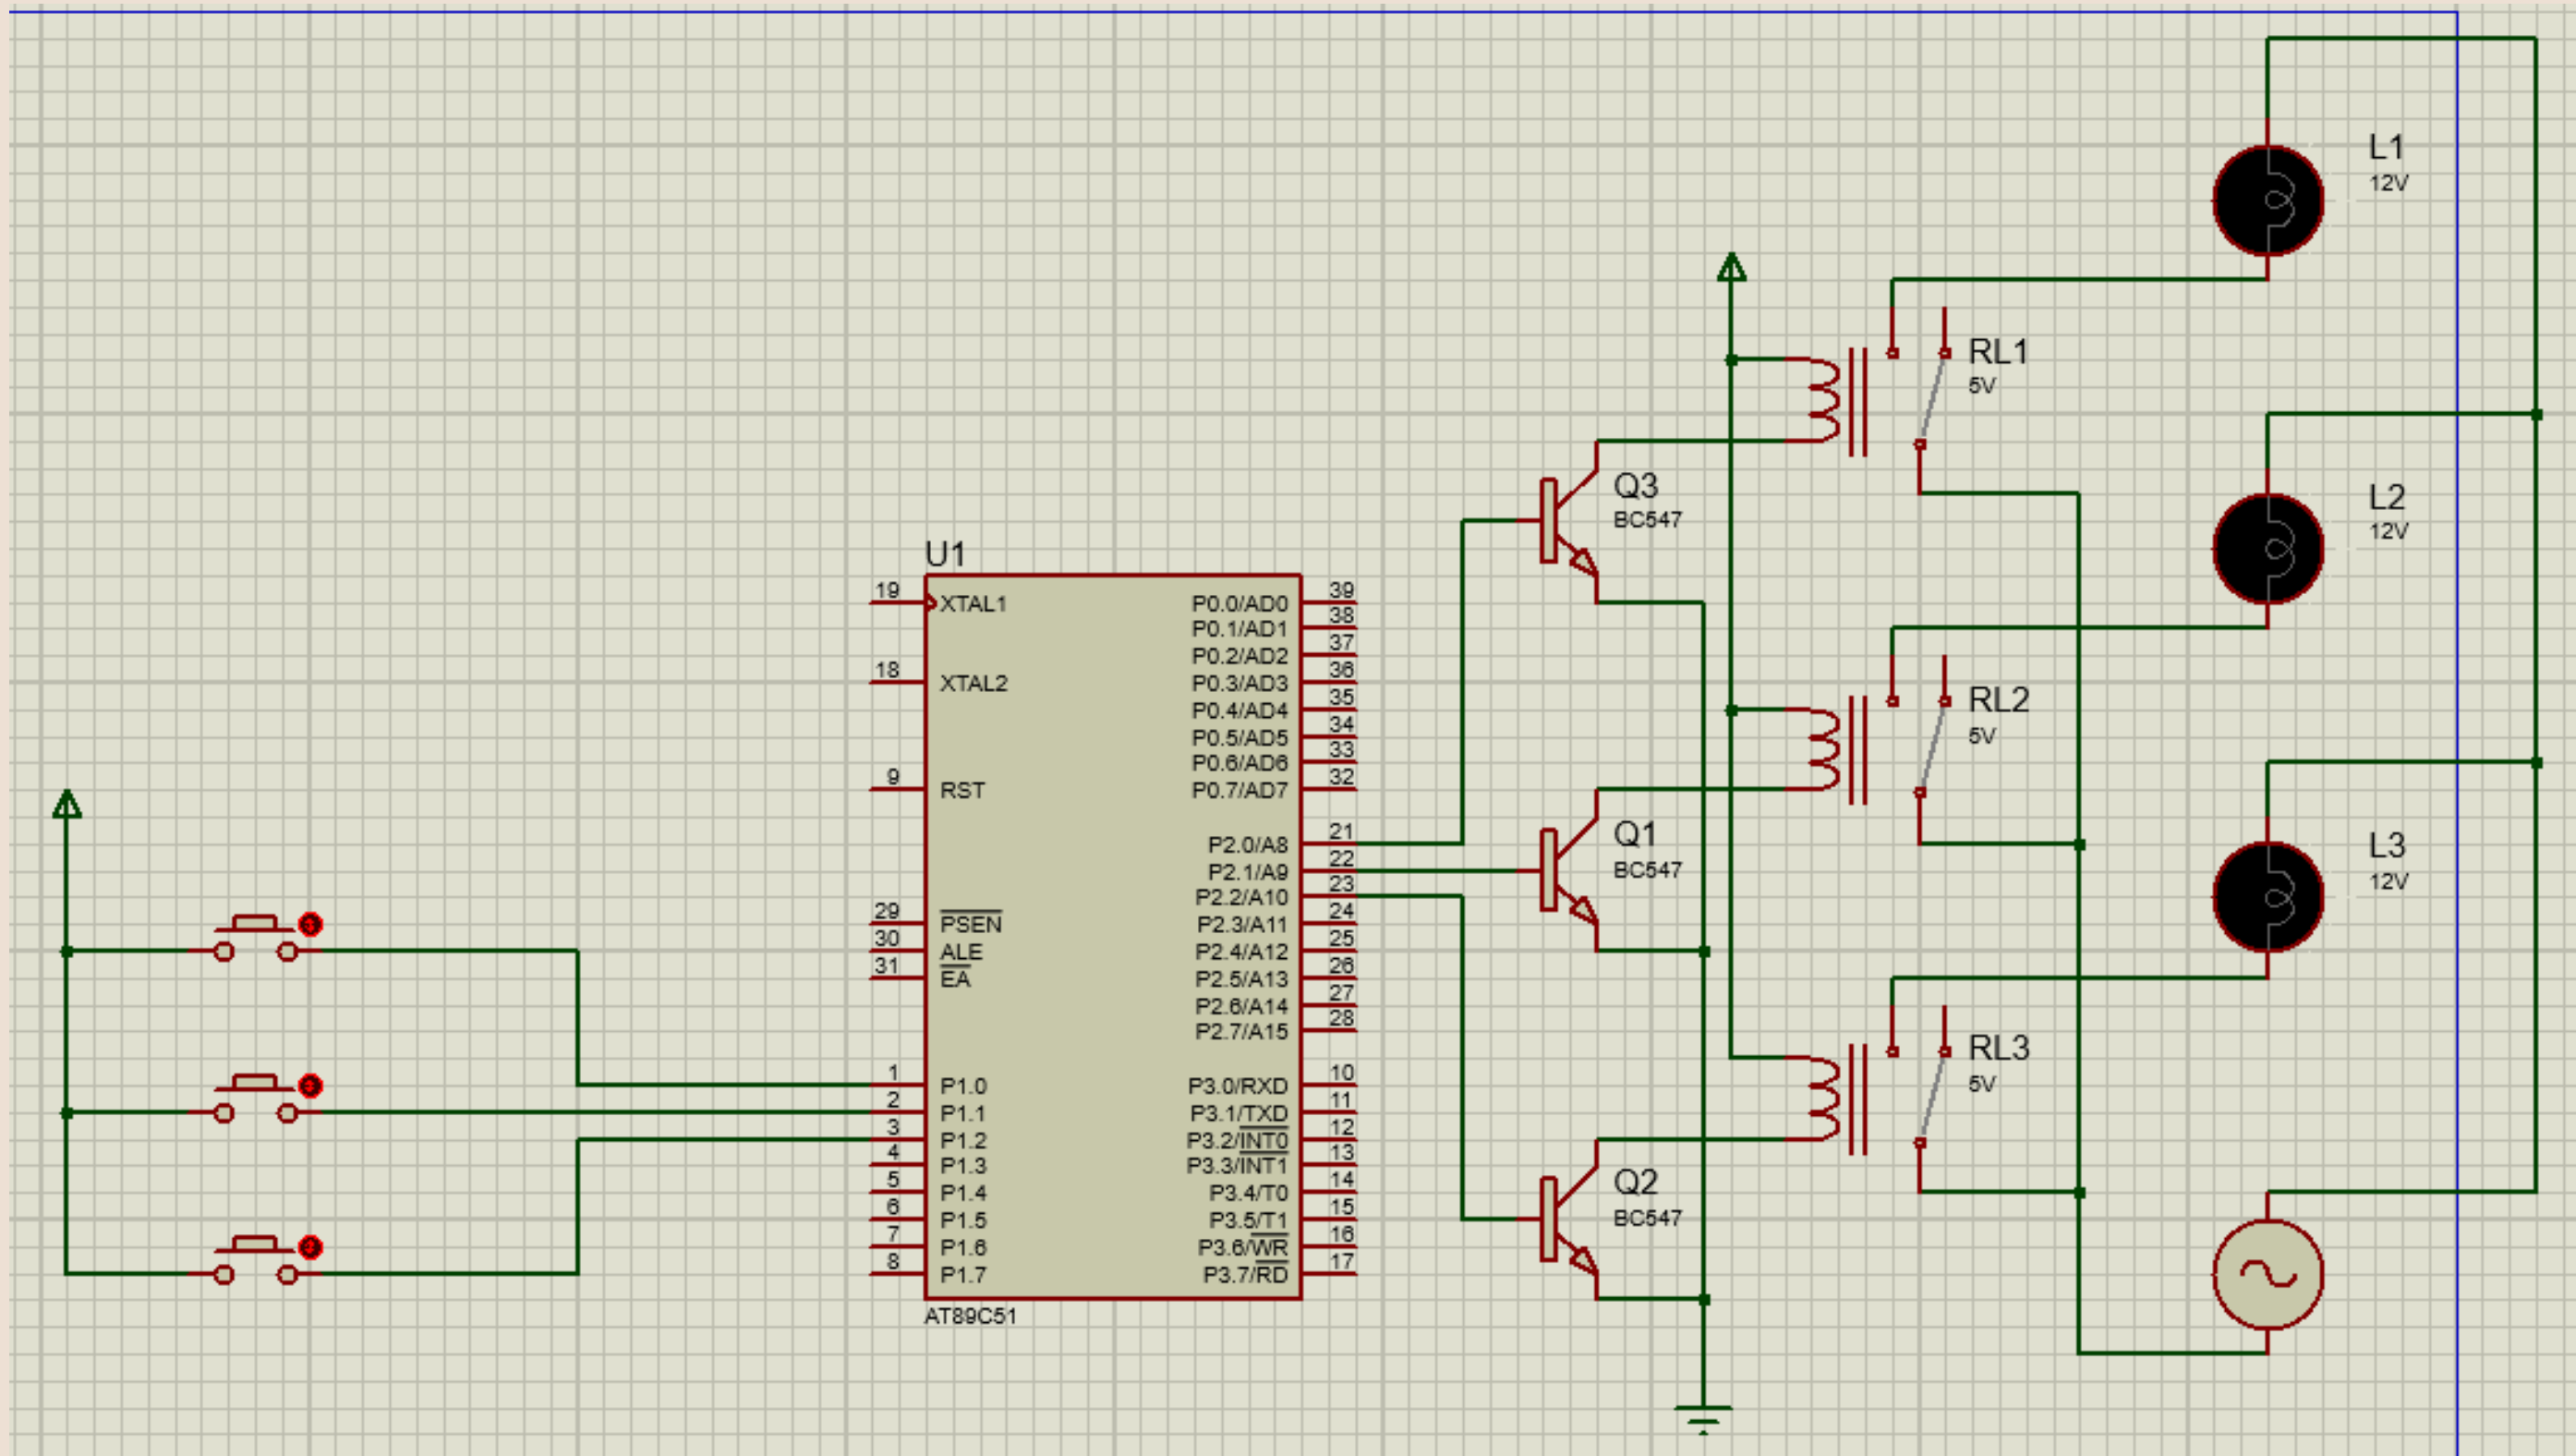 L1
12V
RL1
5V
Q3
BC547
L2
12V
U1
19
XTAL1
18
XTAL2
9
RST
29
PSEN
30
ALE
31
EA
1
P1.0
2
P1.1
3
P1.2
4
P1.3
5
P1.4
6
P1.5
7
P1.6
8
P1.7
P0.0/AD0
39
P0.1/AD1
38
P0.2/AD2
37
P0.3/AD3
36
P0.4/AD4
35
P0.5/AD5
34
P0.6/AD6
33
P0.7/AD7
32
P2.0/A8
21
P2.1/A9
22
P2.2/A10
23
P2.3/A11
24
P2.4/A12
25
P2.5/A13
26
P2.6/A14
27
P2.7/A15
28
P3.0/RXD
10
P3.1/TXD
11
P3.2/INT0
12
P3.3/INT1
13
P3.4/T0
14
P3.5/T1
15
P3.6/WR
16
P3.7/RD
17
AT89C51
RL2
5V
Q1
BC547
L3
12V
RL3
5V
Q2
BC547